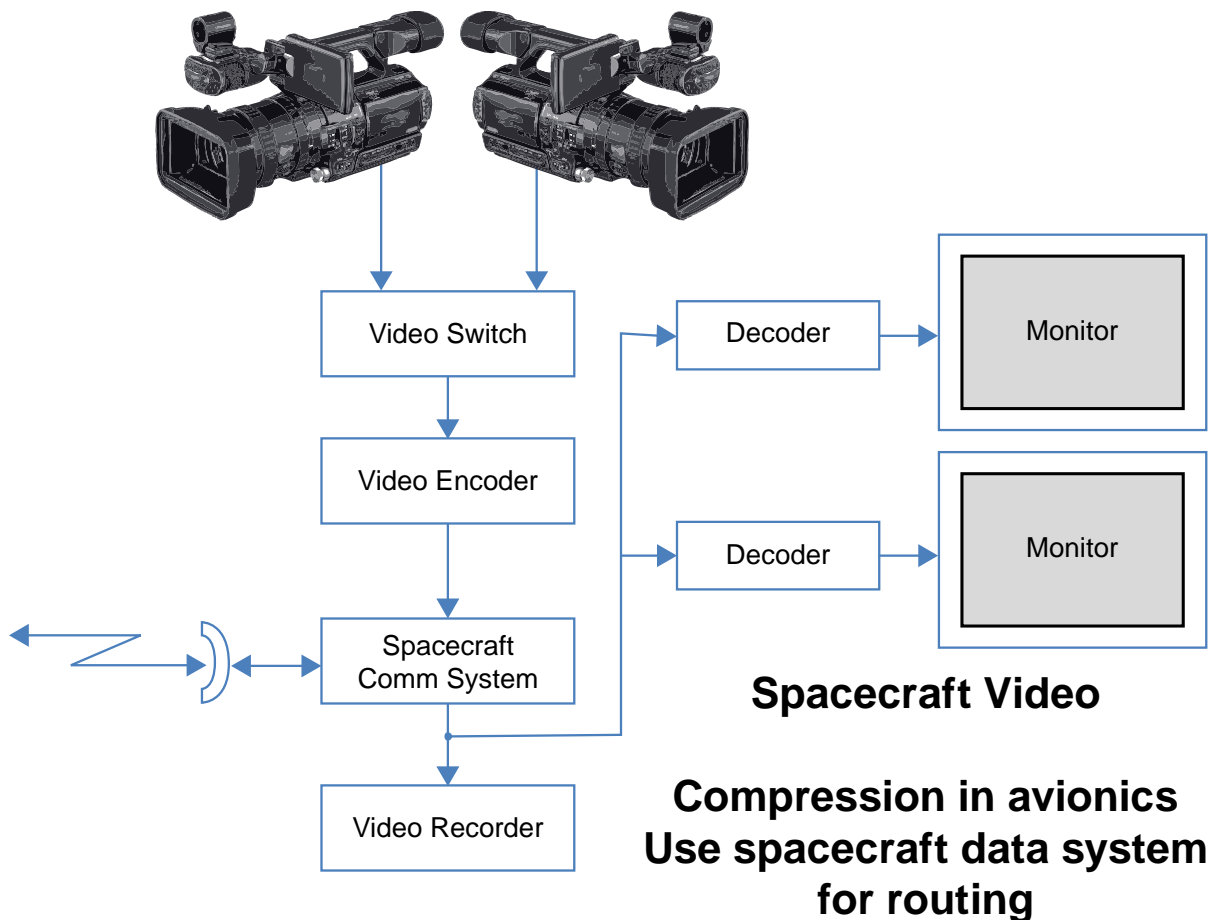 Video Switch
Decoder
Monitor
Video Encoder
Decoder
Monitor
Spacecraft
Comm System
Spacecraft Video
Video Recorder
Compression in avionics
Use spacecraft data system
for routing